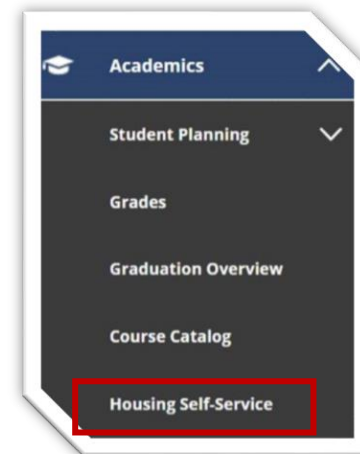 Academics
Student Planning
Grades
Graduation Overview
Course Catalog
Housing Self-Service